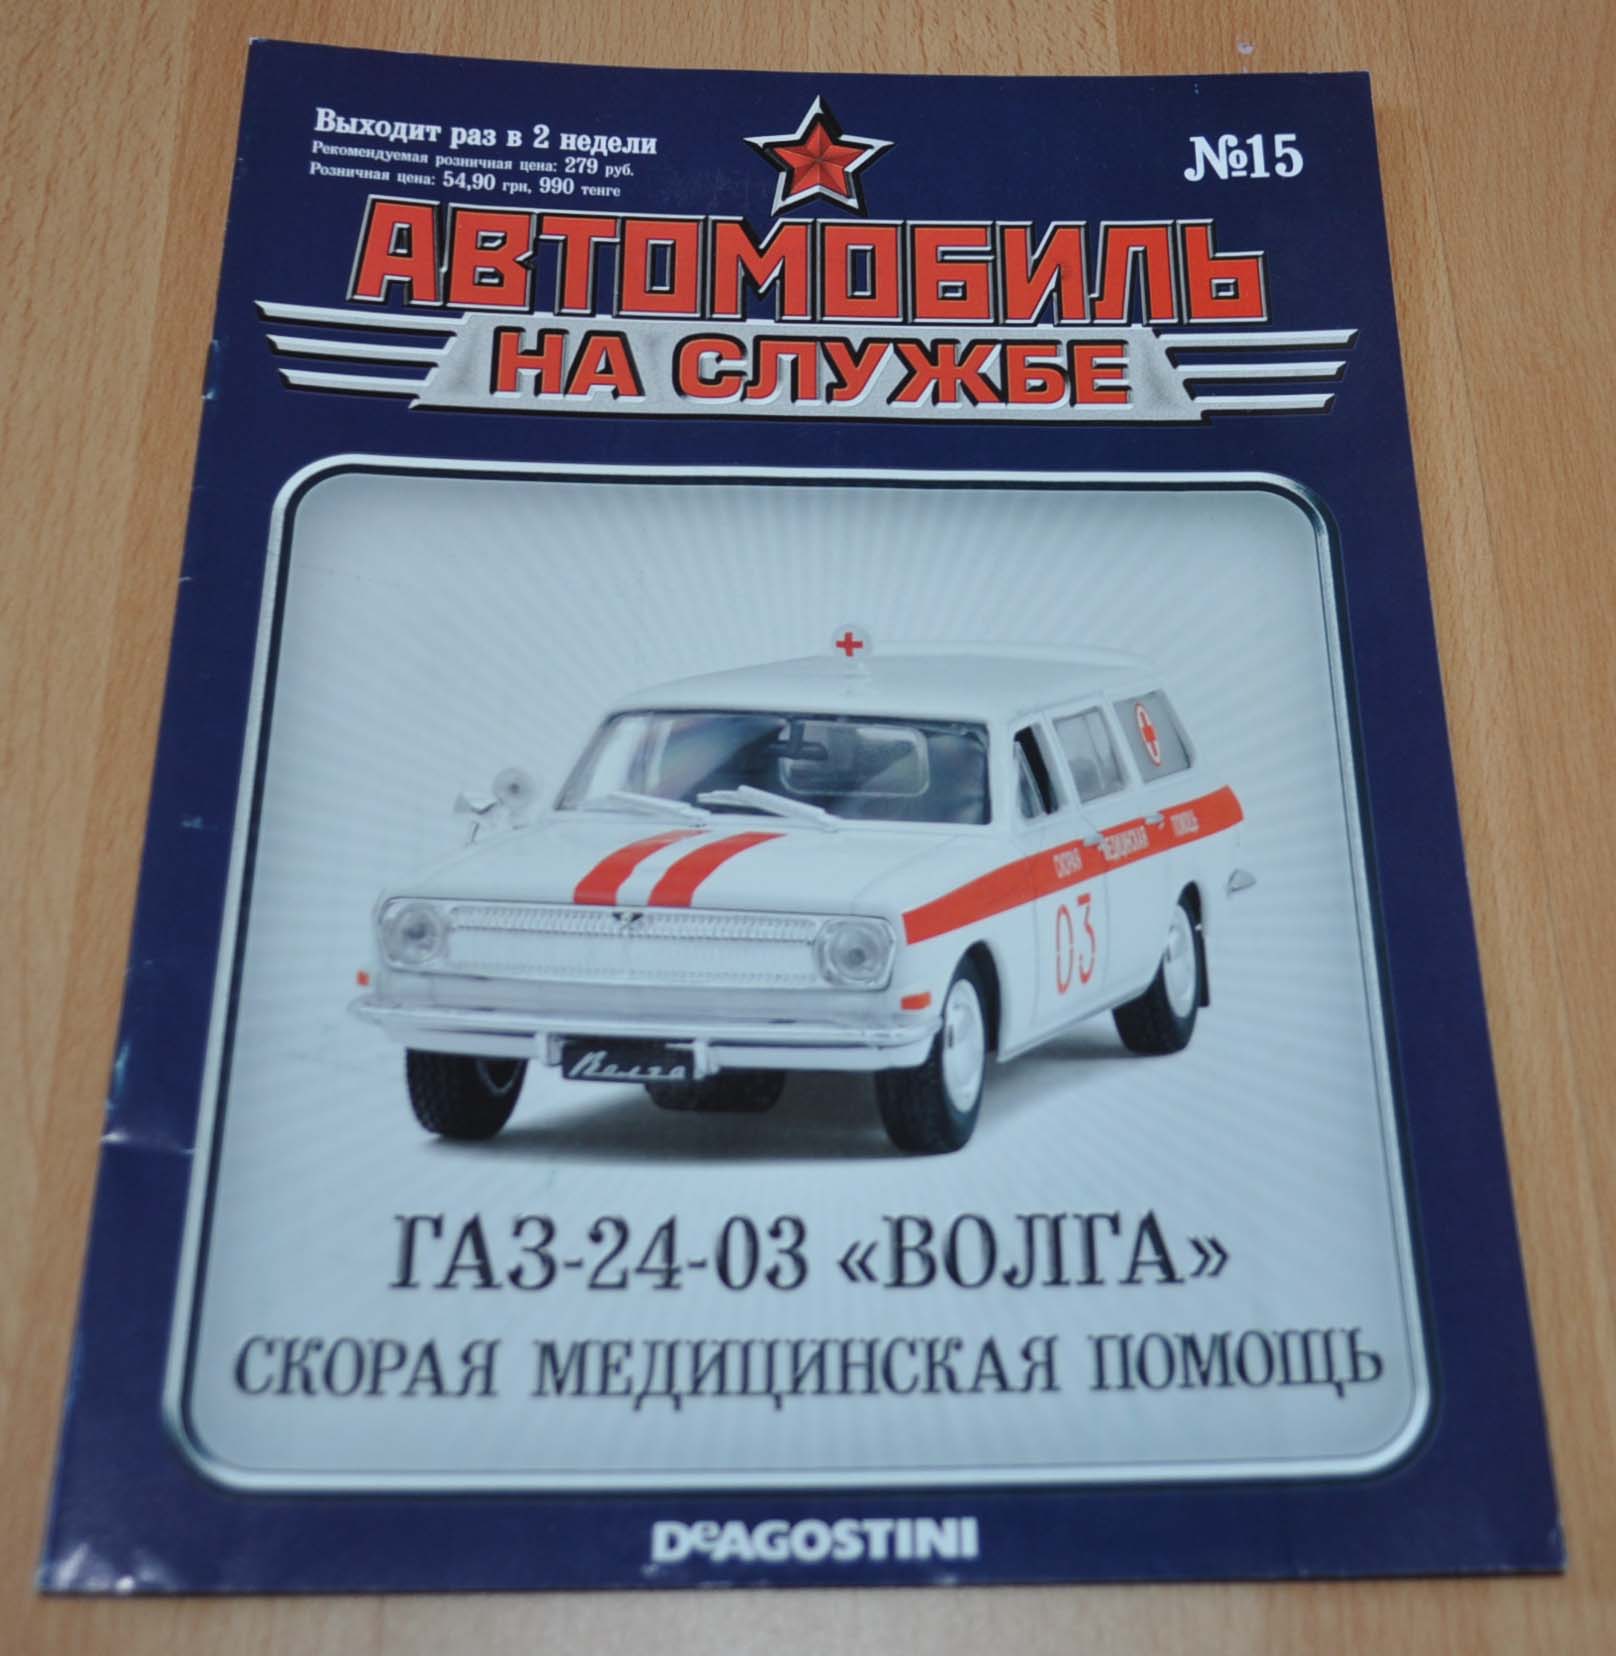 Выходит раз в 2 недели
Рекомендуемая розничная цена: 279 руб.
Розничная цена: 54,90 грн, 990 тенге
№15
АВТОМОБИЛЬ
НА СЛУЖБЕ
СКОРАЯ МЕДИЦИНСКАЯ ПОМОЩЬ
03
Волга
ГАЗ-24-03 «ВОЛГА»
СКОРАЯ МЕДИЦИНСКАЯ ПОМОЩЬ
DeAGOSTINI